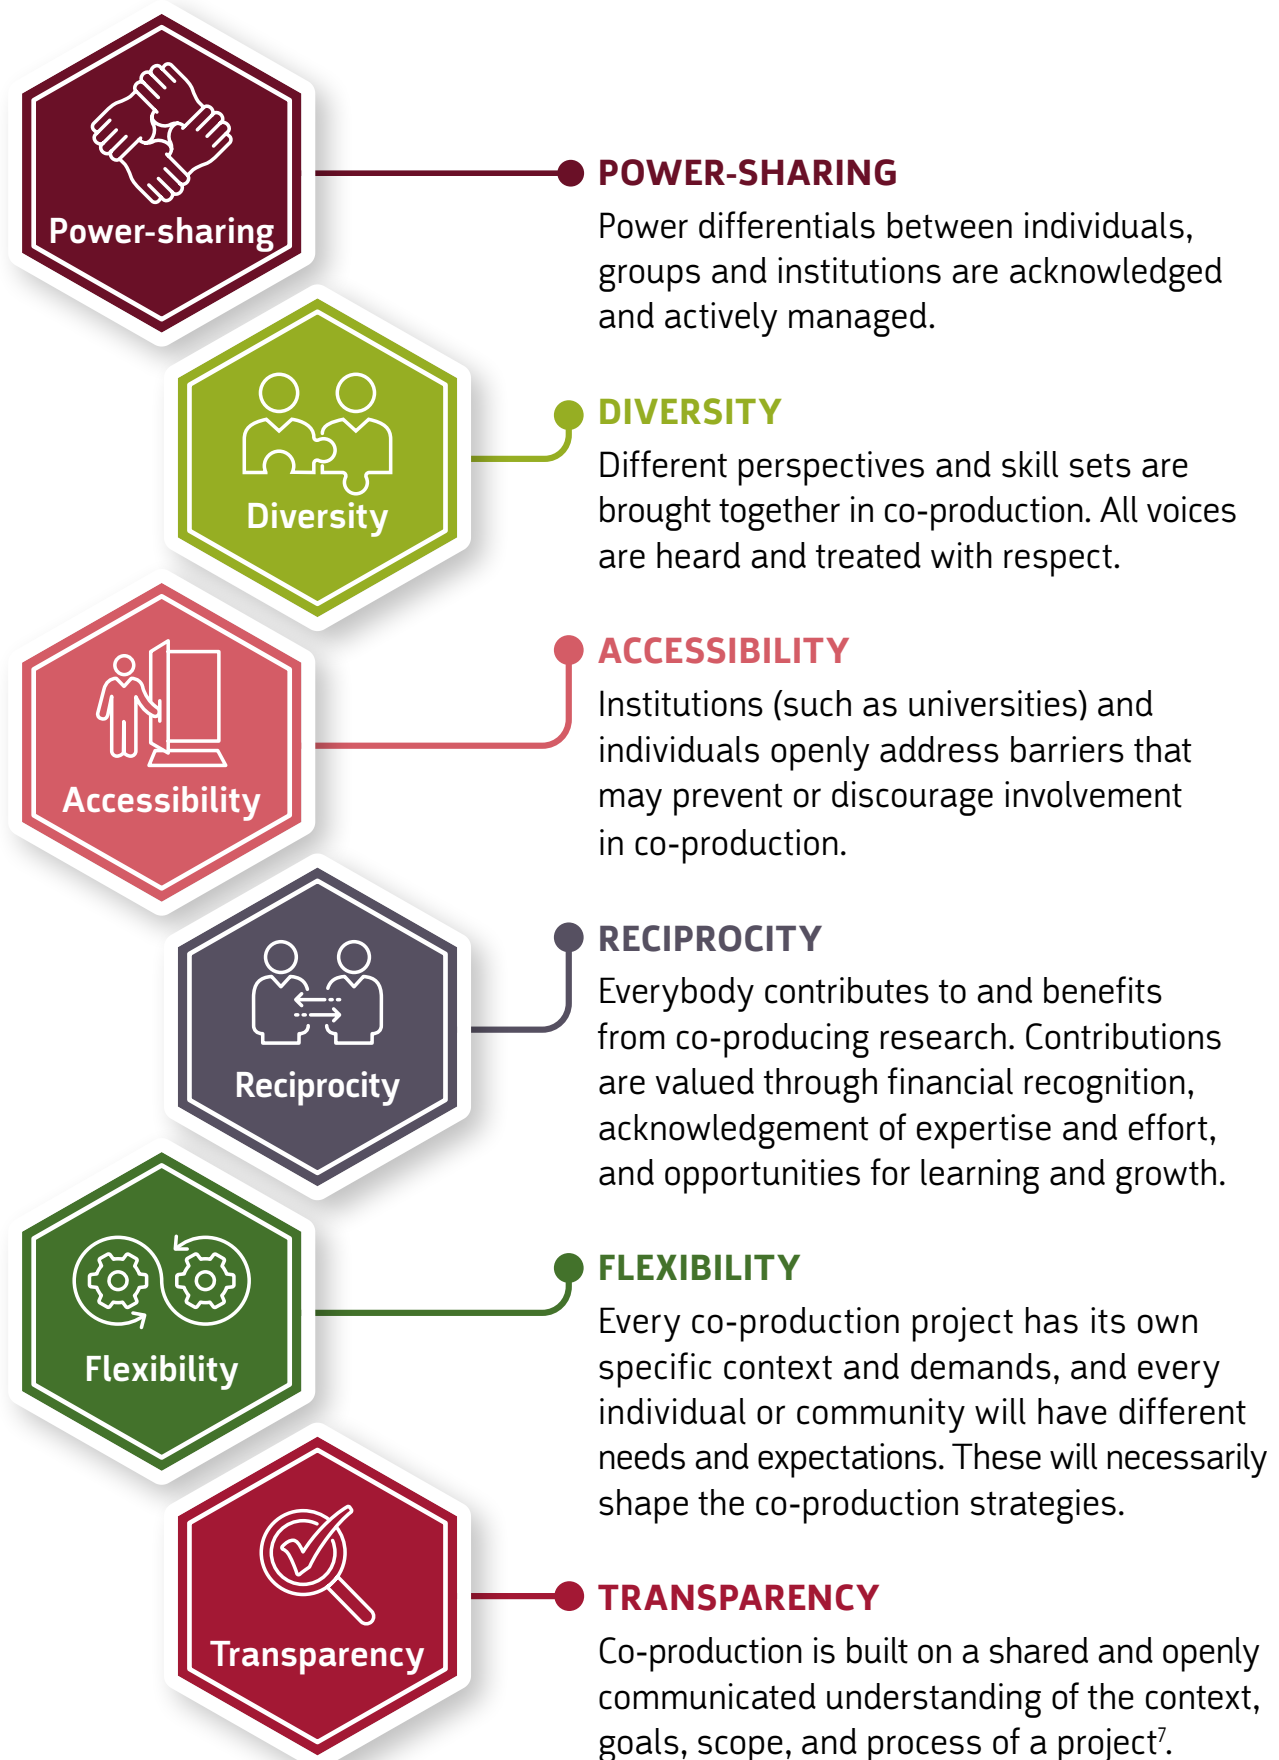 Power-sharing
POWER-SHARING
Power differentials between individuals,
groups and institutions are acknowledged
and actively managed.
Diversity
DIVERSITY
Different perspectives and skill sets are
brought together in co-production. All voices
are heard and treated with respect.
Accessibility
ACCESSIBILITY
Institutions (such as universities) and
individuals openly address barriers that
may prevent or discourage involvement
in co-production.
Reciprocity
RECIPROCITY
Everybody contributes to and benefits
from co-producing research. Contributions
are valued through financial recognition,
acknowledgement of expertise and effort,
and opportunities for learning and growth.
Flexibility
FLEXIBILITY
Every co-production project has its own
specific context and demands, and every
individual or community will have different
needs and expectations. These will necessarily
shape the co-production strategies.
Transparency
TRANSPARENCY
Co-production is built on a shared and openly
communicated understanding of the context,
goals, scope, and process of a project⁷.